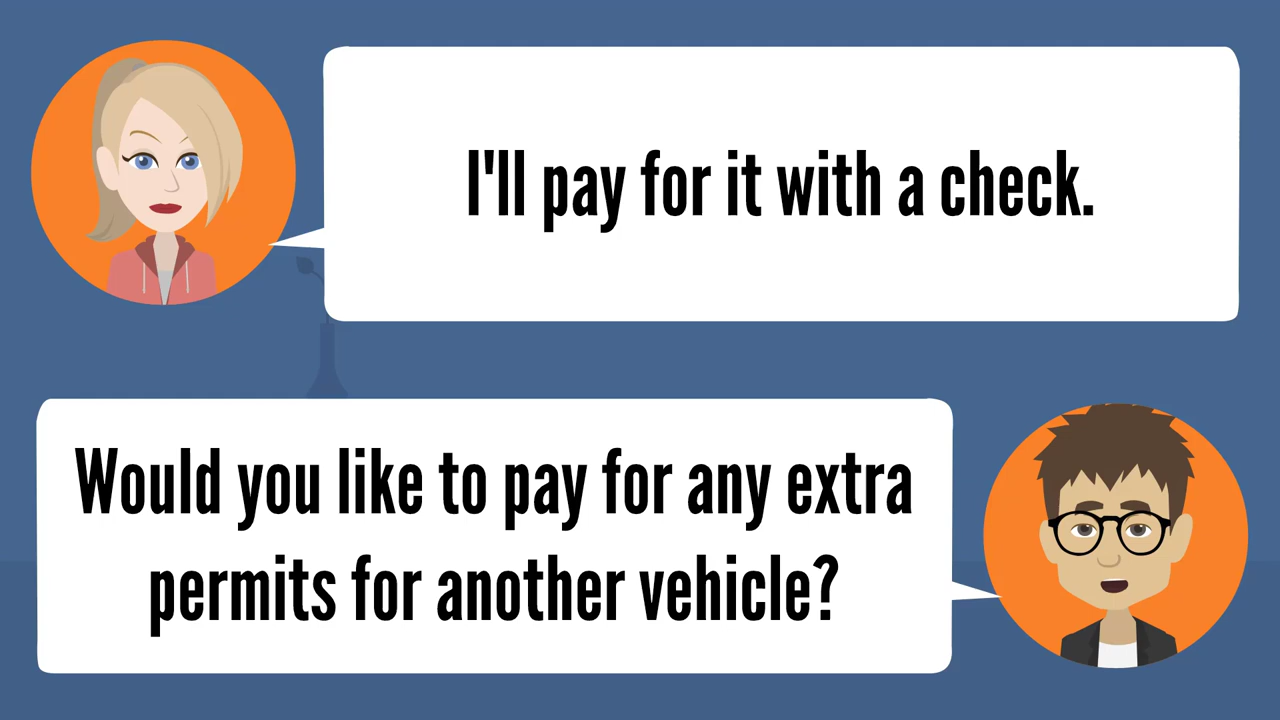 I'll pay for it with a check.
Would you like to pay for any extra
permits for another vehicle?